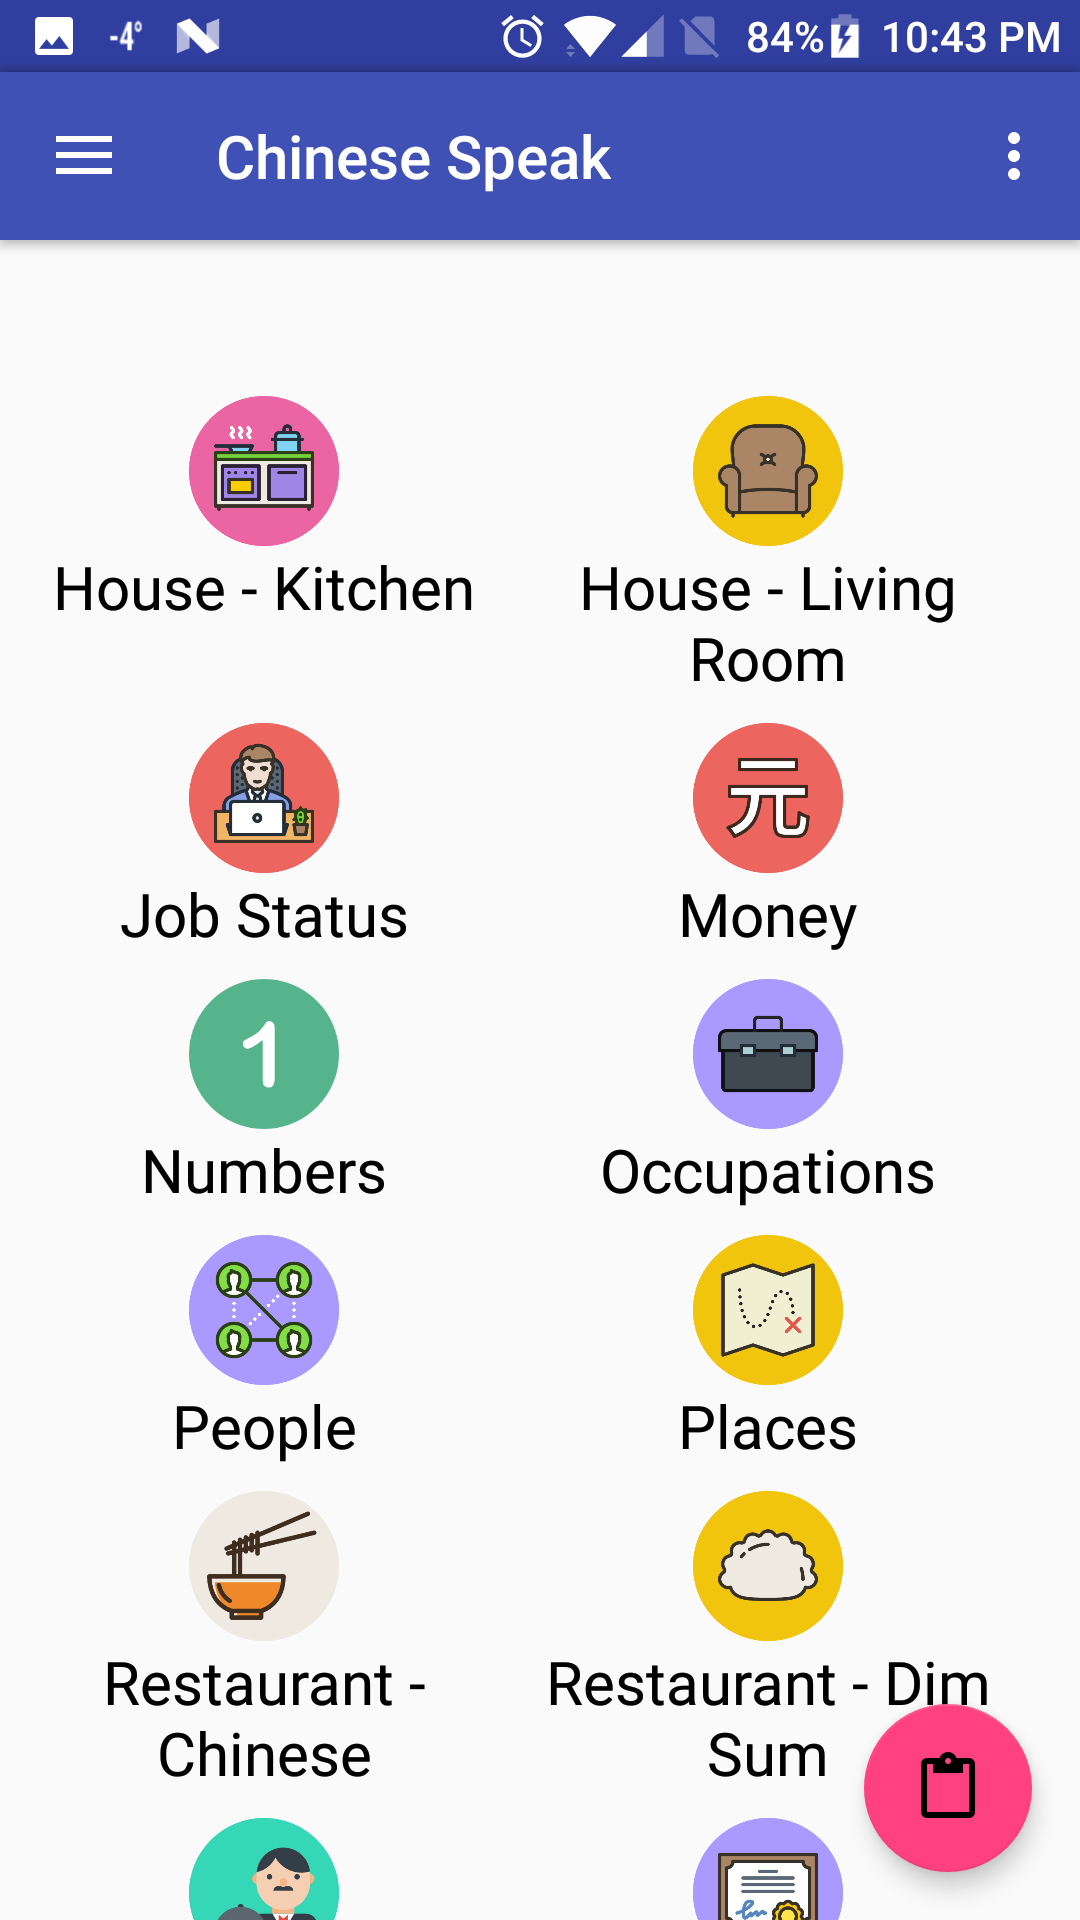 -4° 84% 10:43 PM
Chinese Speak
House - Kitchen
House - Living
Room
Job Status
元
Money
1
Numbers
Occupations
People
Places
Restaurant -
Chinese
Restaurant - Dim
Sum